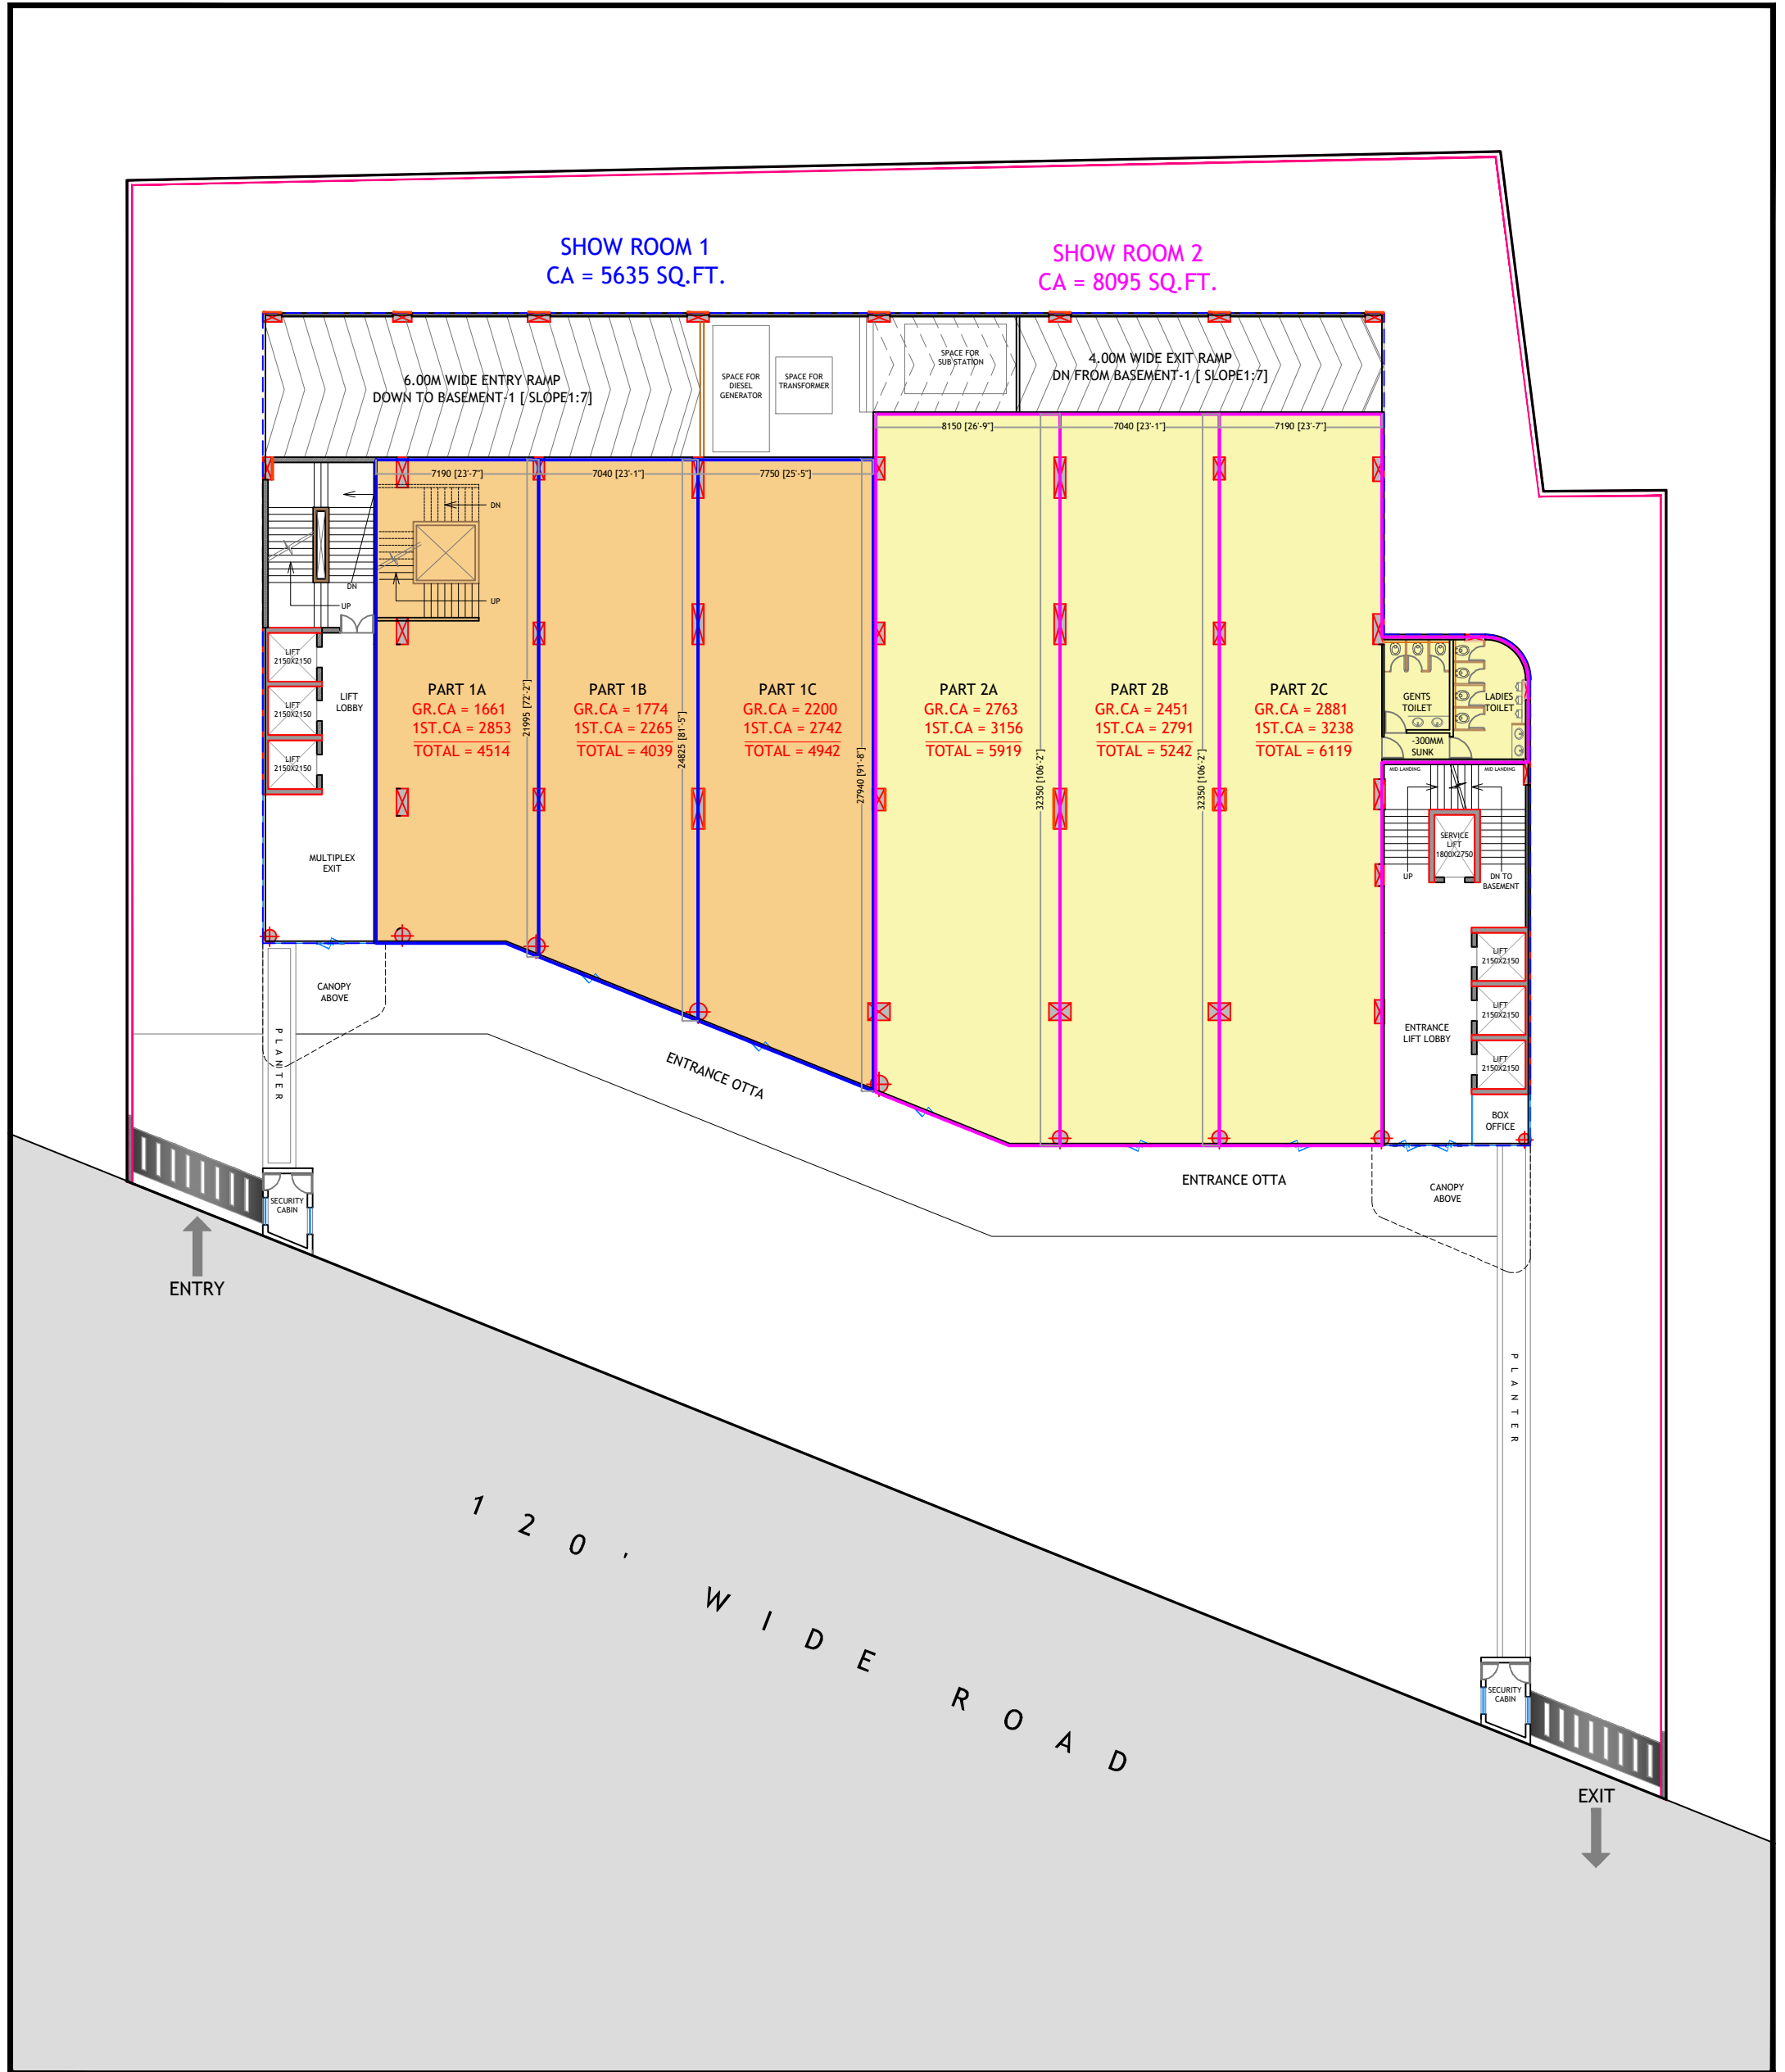 SHOW ROOM 1
CA = 5635 SQ.FT.
SHOW ROOM 2
CA = 8095 SQ.FT.
6.00M WIDE ENTRY RAMP
DOWN TO BASEMENT-1 [ SLOPE1:7]
SPACE FOR
DIESEL
GENERATOR
SPACE FOR
TRANSFORMER
SPACE FOR
SUB STATION
4.00M WIDE EXIT RAMP
DN FROM BASEMENT-1 [ SLOPE1:7]
8150 [26'-9"]
7040 [23'-1"]
7190 [23'-7"]
7190 [23'-7"]
7040 [23'-1"]
7750 [25'-5"]
DN
UP
DN
UP
LIFT
2150X2150
LIFT
2150X2150
LIFT
2150X2150
LIFT
LOBBY
MULTIPLEX
EXIT
PART 1A
GR.CA = 1661
1ST.CA = 2853
TOTAL = 4514
21995 [72'-2"]
PART 1B
GR.CA = 1774
1ST.CA = 2265
TOTAL = 4039
24825 [81'-5"]
PART 1C
GR.CA = 2200
1ST.CA = 2742
TOTAL = 4942
27940 [91'-8"]
PART 2A
GR.CA = 2763
1ST.CA = 3156
TOTAL = 5919
32350 [106'-2"]
PART 2B
GR.CA = 2451
1ST.CA = 2791
TOTAL = 5242
32350 [106'-2"]
PART 2C
GR.CA = 2881
1ST.CA = 3238
TOTAL = 6119
GENTS
TOILET
LADIES
TOILET
-300MM
SUNK
MID LANDING
MID LANDING
SERVICE
LIFT
1800X2750
UP
DN TO
BASEMENT
LIFT
2150X2150
LIFT
2150X2150
LIFT
2150X2150
ENTRANCE
LIFT LOBBY
BOX
OFFICE
CANOPY
ABOVE
PLANTER
ENTRANCE OTTA
ENTRANCE OTTA
CANOPY
ABOVE
SECURITY
CABIN
ENTRY
PLANTER
120' WIDE ROAD
SECURITY
CABIN
EXIT